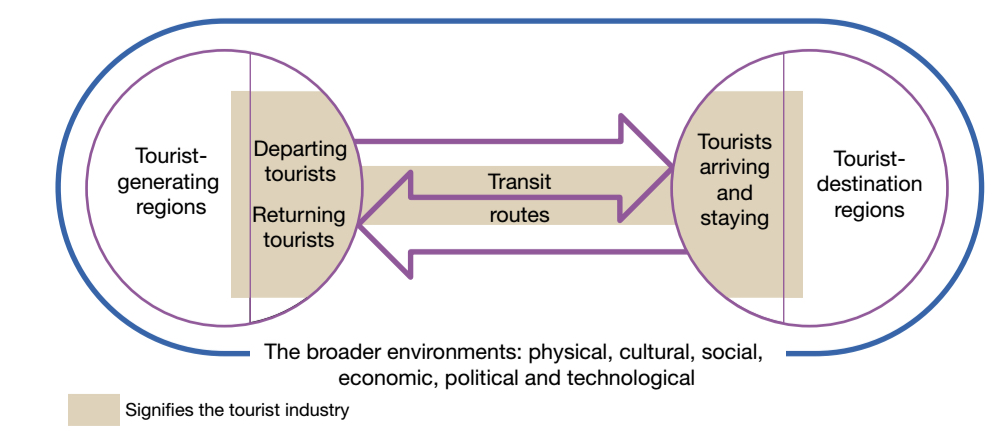 Tourist-
generating
regions
Departing
tourists
Returning
tourists
Transit
routes
Tourists
arriving
and
staying
Tourist-
destination
regions
The broader environments: physical, cultural, social,
economic, political and technological
Signifies the tourist industry